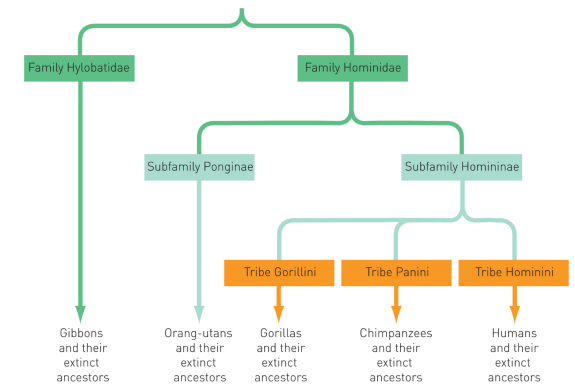 Family Hylobatidae
Family Hominidae
Subfamily Ponginae
Subfamily Homininae
Tribe Gorillini
Tribe Panini
Tribe Hominini
Gibbons
and their
extinct
ancestors
Orang-utans
and their
extinct
ancestors
Gorillas
and their
extinct
ancestors
Chimpanzees
and their
extinct
ancestors
Humans
and their
extinct
ancestors